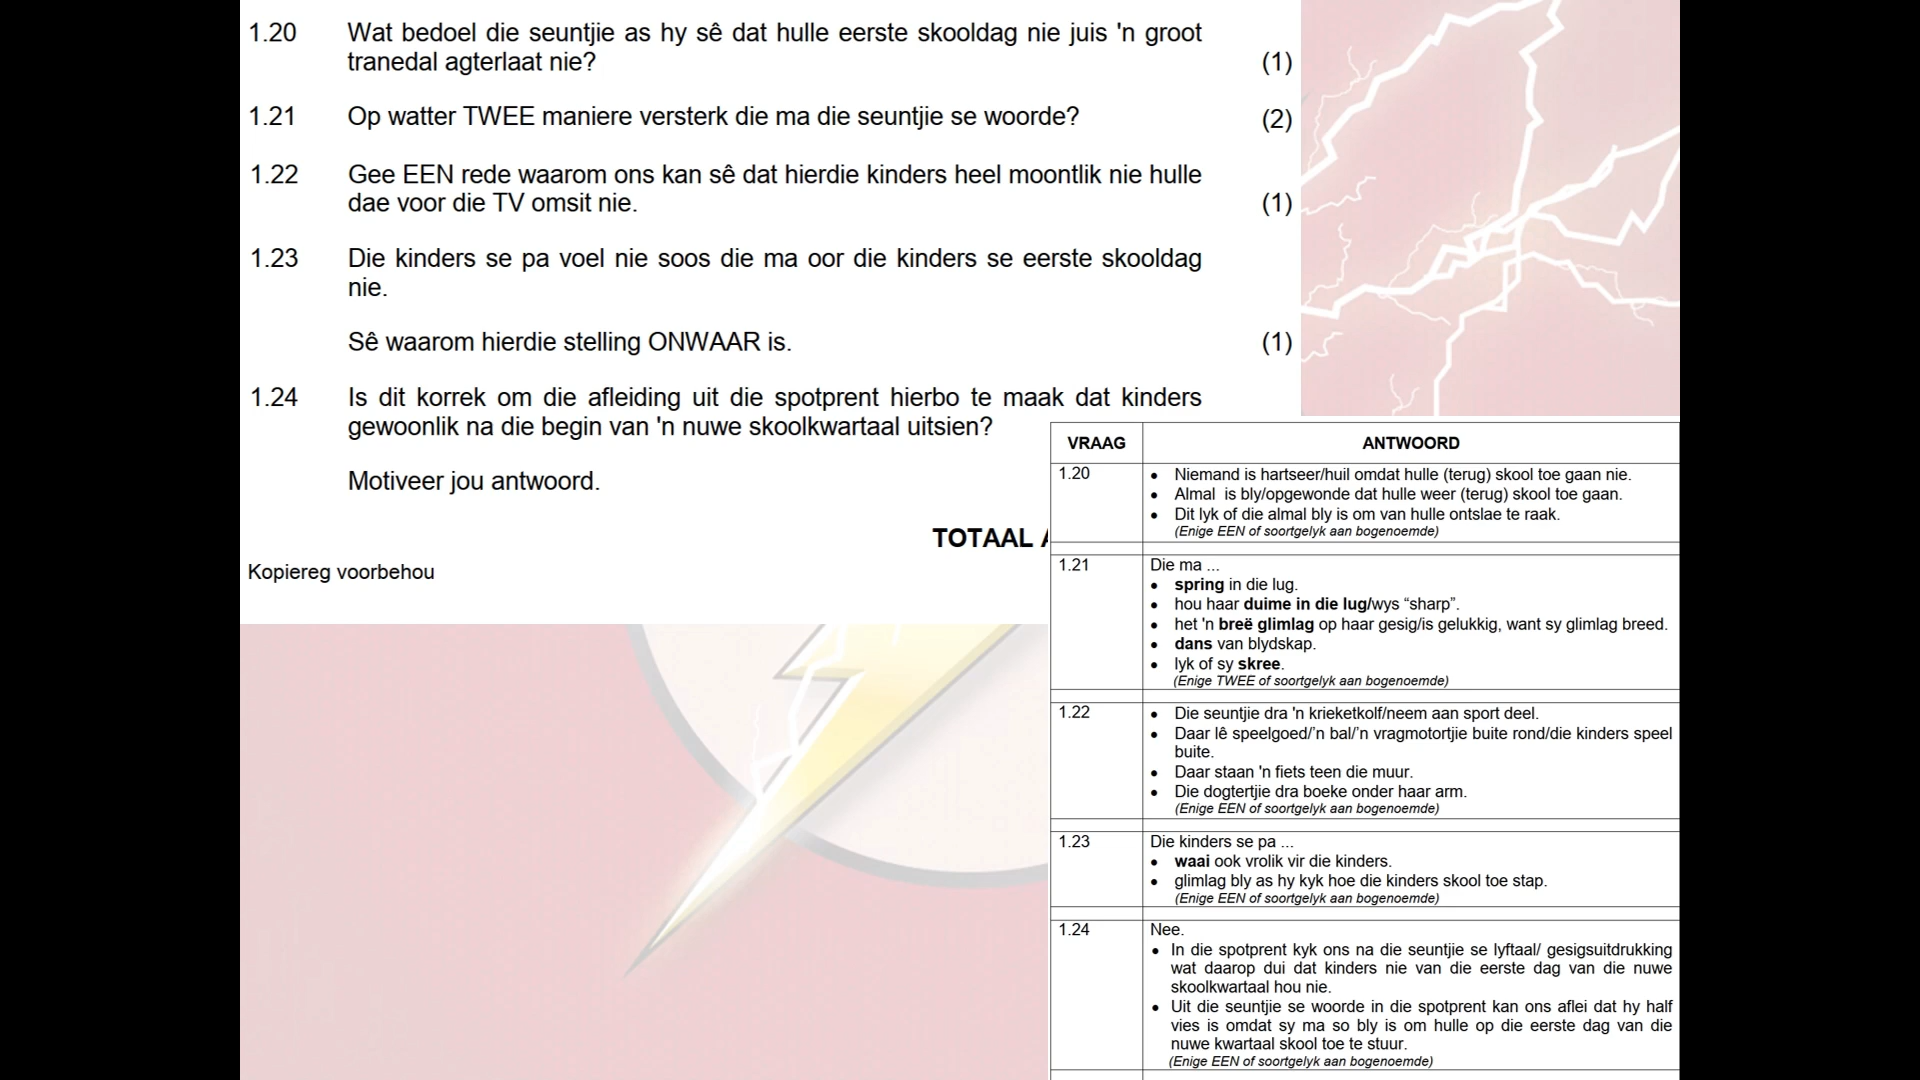 1.20 Wat bedoel die seuntjie as hy sê dat hulle eerste skooldag nie juis 'n groot
tranedal agterlaat nie? (1)
1.21 Op watter TWEE maniere versterk die ma die seuntjie se woorde? (2)
1.22 Gee EEN rede waarom ons kan sê dat hierdie kinders heel moontlik nie hulle
dae voor die TV omsit nie. (1)
1.23 Die kinders se pa voel nie soos die ma oor die kinders se eerste skooldag
nie.
Sê waarom hierdie stelling ONWAAR is. (1)
1.24 Is dit korrek om die afleiding uit die spotprent hierbo te maak dat kinders
gewoonlik na die begin van 'n nuwe skoolkwartaal uitsien?
Motiveer jou antwoord.
TOTAAL
Kopiereg voorbehou
VRAAG ANTWOORD
1.20 • Niemand is hartseer/huil omdat hulle (terug) skool toe gaan nie.
• Almal is bly/opgewonde dat hulle weer (terug) skool toe gaan.
• Dit lyk of die almal bly is om van hulle ontslae te raak.
(Enige EEN of soortgelyk aan bogenoemde)
1.21 Die ma ...
• spring in die lug.
• hou haar duime in die lug/wys “sharp”.
• het 'n breë glimlag op haar gesig/is gelukkig, want sy glimlag breed.
• dans van blydskap.
• lyk of sy skree.
(Enige TWEE of soortgelyk aan bogenoemde)
1.22 • Die seuntjie dra 'n krieketkolf/neem aan sport deel.
• Daar lê speelgoed/’n bal/’n vragmotortjie buite rond/die kinders speel
buite.
• Daar staan 'n fiets teen die muur.
• Die dogtertjie dra boeke onder haar arm.
(Enige EEN of soortgelyk aan bogenoemde)
1.23 Die kinders se pa ...
• waai ook vrolik vir die kinders.
• glimlag bly as hy kyk hoe die kinders skool toe stap.
(Enige EEN of soortgelyk aan bogenoemde)
1.24 Nee.
• In die spotprent kyk ons na die seuntjie se lyftaal/ gesigsuitdrukking
wat daarop dui dat kinders nie van die eerste dag van die nuwe
skoolkwartaal hou nie.
• Uit die seuntjie se woorde in die spotprent kan ons aflei dat hy half
vies is omdat sy ma so bly is om hulle op die eerste dag van die
nuwe kwartaal skool toe te stuur.
(Enige EEN of soortgelyk aan bogenoemde)